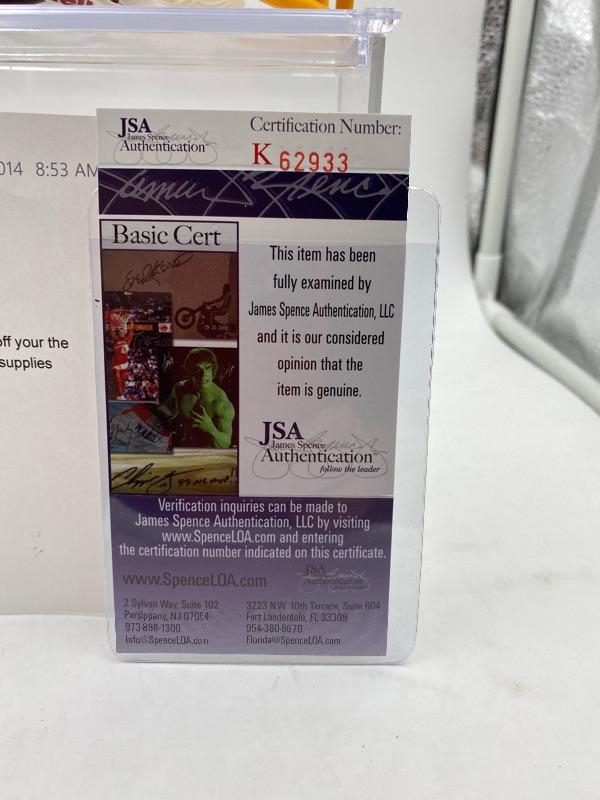 JSA
James Spence
Authentication
Certification Number:
K 62933
014 8:53 AM
Basic Cert
This item has been
fully examined by
James Spence Authentication, LLC
and it is our considered
opinion that the
item is genuine.
off your the
supplies
JSA
James Spence
Authentication™
follow the leader
Verification inquiries can be made to
James Spence Authentication, LLC by visiting
www.SpenceLOA.com and entering
the certification number indicated on this certificate.
www.SpenceLOA.com
JSA
James Spence
Authentication
2 Sylvan Way, Suite 102
Parsippany, NJ 07054
973-898-1300
Info@SpenceLOA.com
3223 N.W. 10th Terrace, Suite 604
Fort Lauderdale, FL 33309
954-380-8670
Florida@SpenceLOA.com